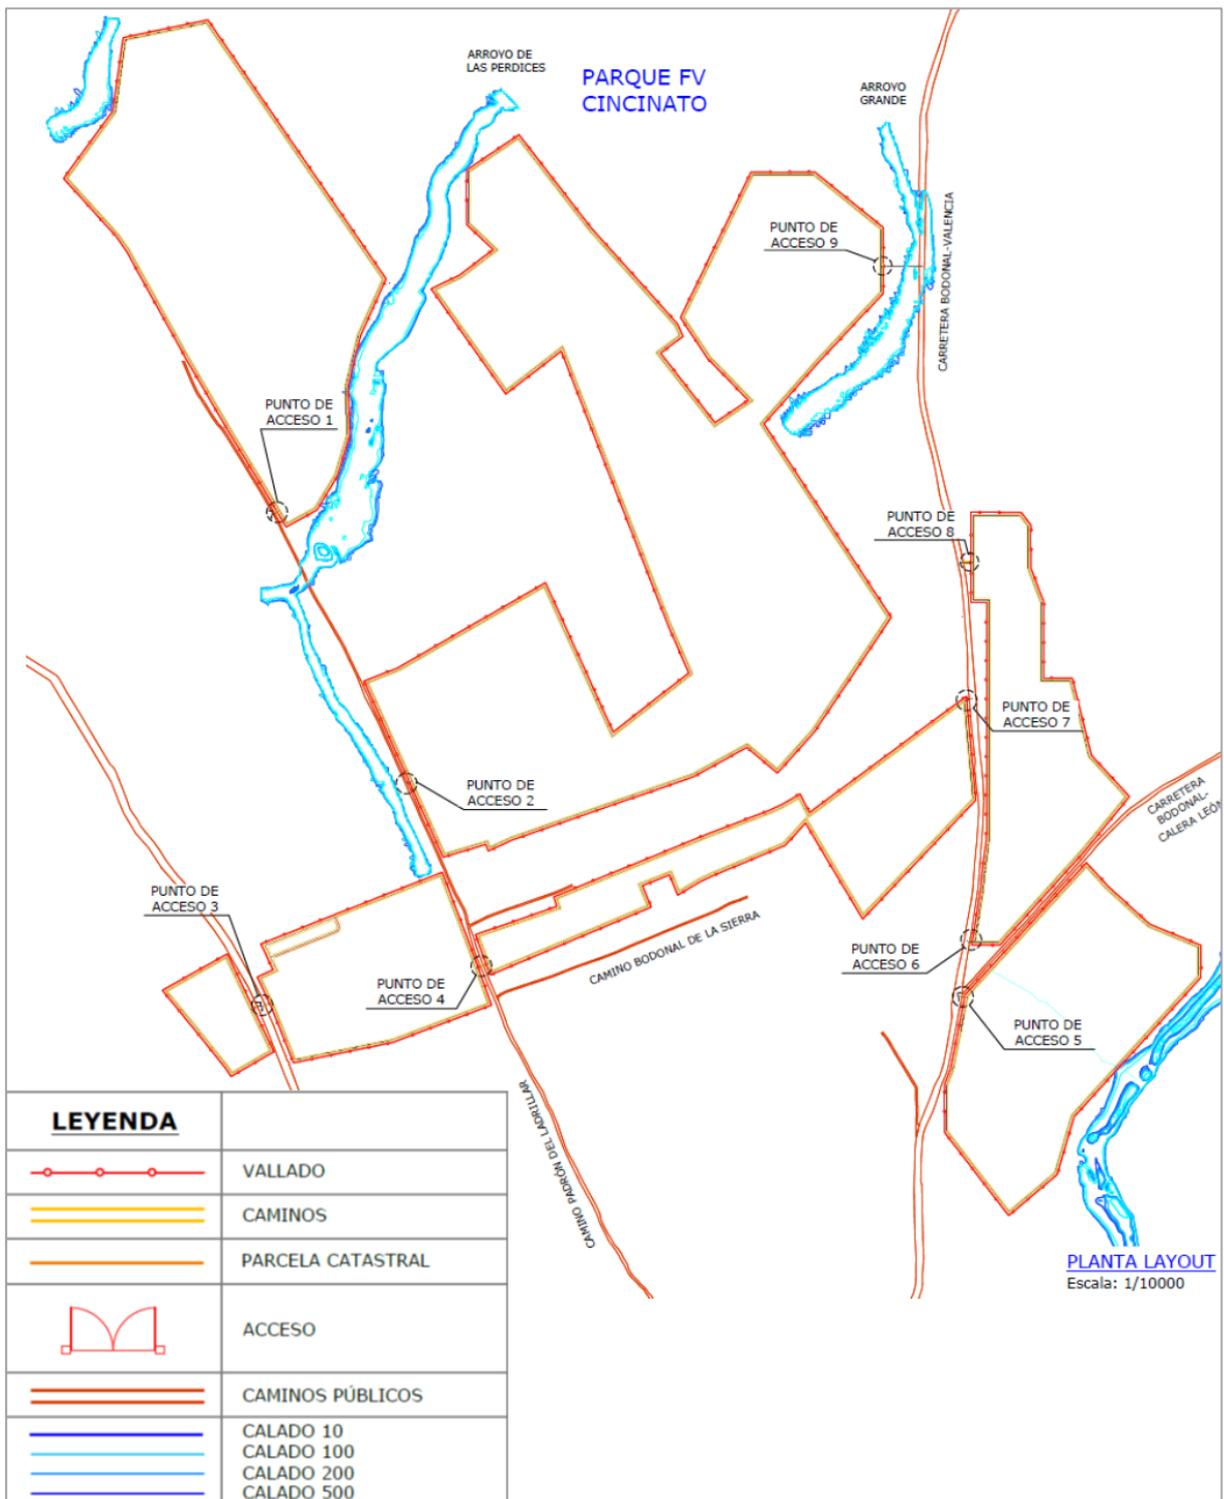 ARROYO DE
LAS PERDICES
PARQUE FV
CINCINATO
ARROYO
GRANDE
CARRETERA BODONAL-VALENCIA
PUNTO DE
ACCESO 9
PUNTO DE
ACCESO 1
PUNTO DE
ACCESO 8
PUNTO DE
ACCESO 7
PUNTO DE
ACCESO 2
CARRETERA
BODONAL-
CALERA LEÓN
PUNTO DE
ACCESO 3
CAMINO BODONAL DE LA SIERRA
PUNTO DE
ACCESO 6
PUNTO DE
ACCESO 4
PUNTO DE
ACCESO 5
CAMINO PADRÓN DEL LADRILLAR
LEYENDA
VALLADO
CAMINOS
PARCELA CATASTRAL
ACCESO
CAMINOS PÚBLICOS
CALADO 10
CALADO 100
CALADO 200
CALADO 500
PLANTA LAYOUT
Escala: 1/10000